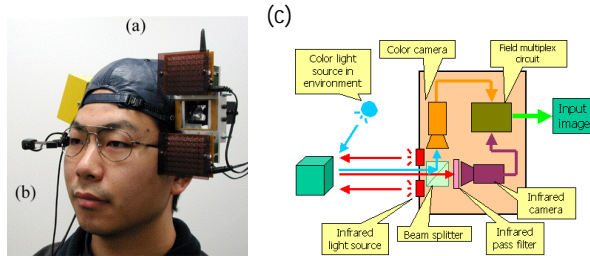 (a)
(b)
(c)
Color light
source in
environment
Color camera
Field multiplex
circuit
Input
image
Infrared
light source
Beam splitter
Infrared
pass filter
Infrared
camera